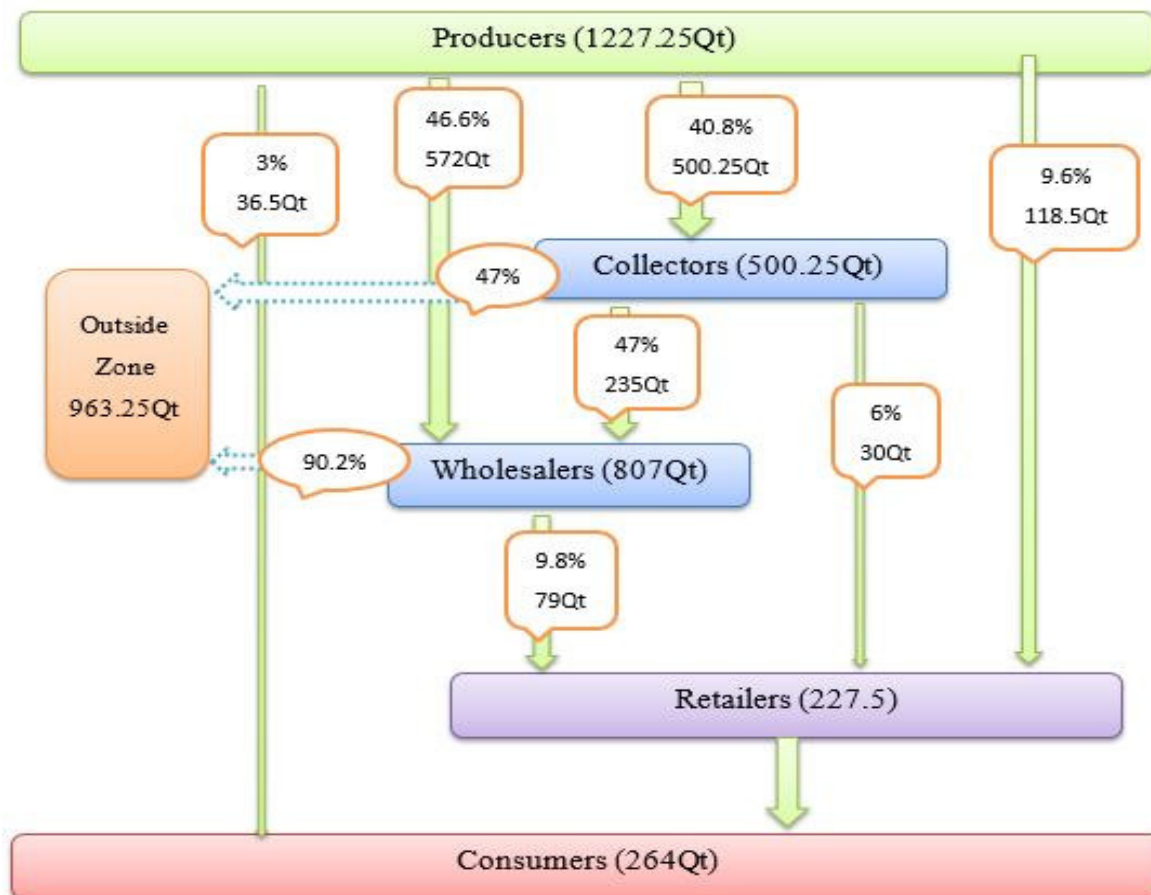 Producers (1227.25Qt)
46.6%
572Qt
40.8%
500.25Qt
3%
36.5Qt
9.6%
118.5Qt
47%
Collectors (500.25Qt)
Outside
Zone
963.25Qt
47%
235Qt
6%
30Qt
90.2%
Wholesalers (807Qt)
9.8%
79Qt
Retailers (227.5)
Consumers (264Qt)